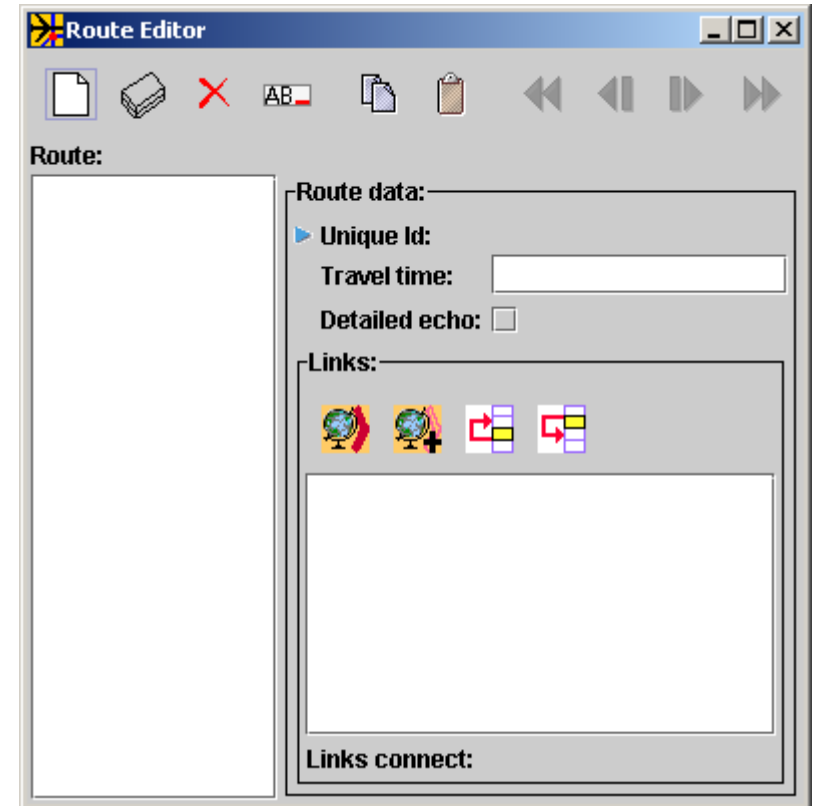 Route Editor
AB
Route:
Route data:
Unique Id:
Travel time:
Detailed echo:
Links:
Links connect: